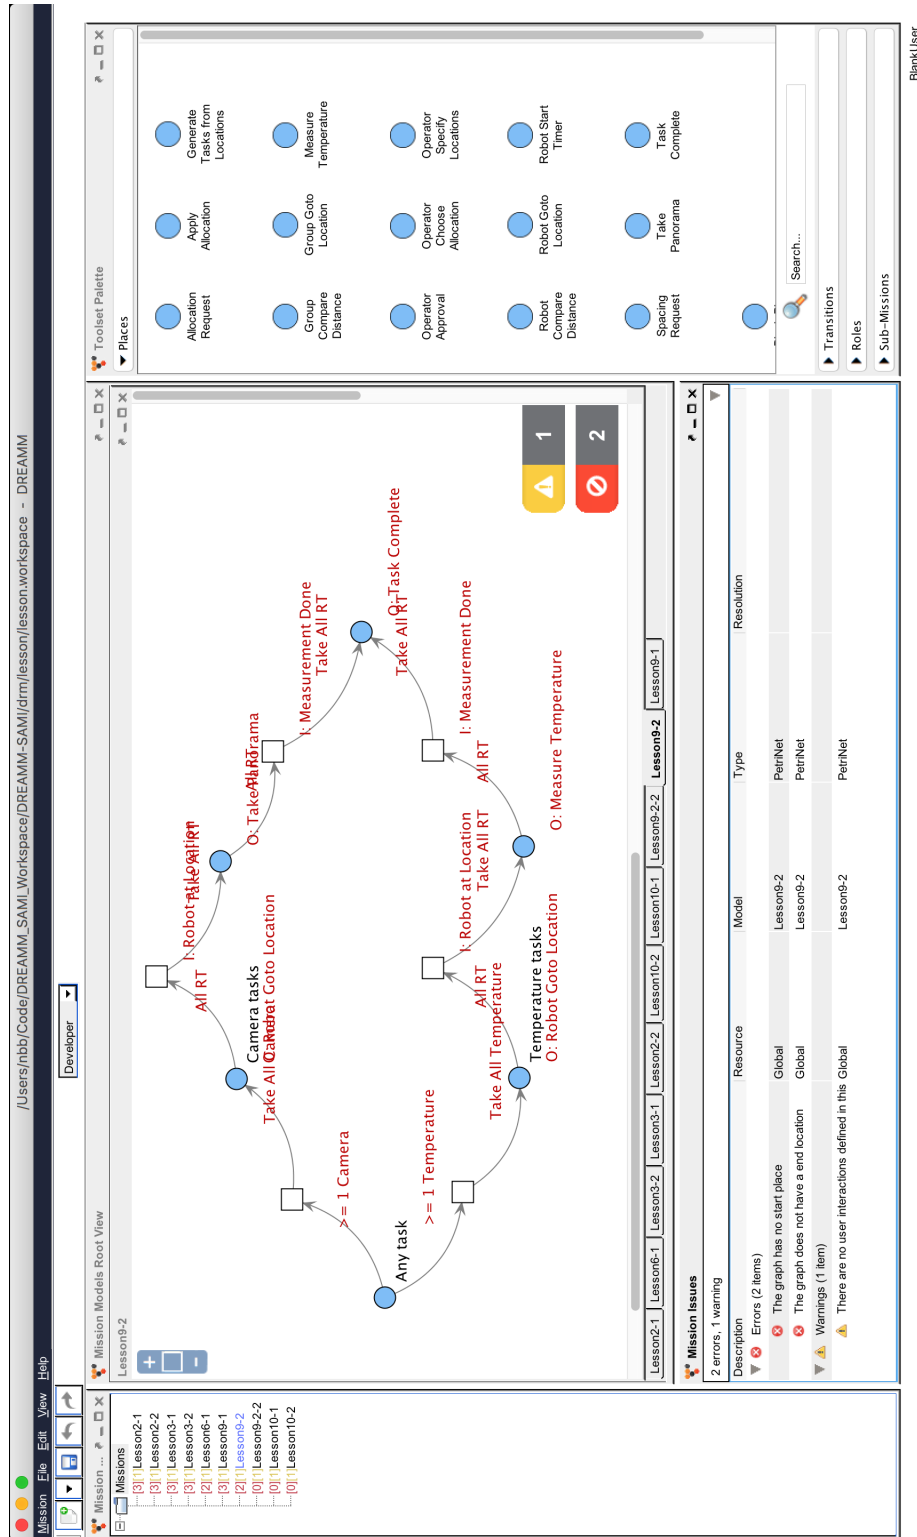 /Users/nbb/Code/DREAMM_SAMI_Workspace/DREAMM-SAMI/drm/lesson/lesson.workspace - DREAMM
Mission File Edit View Help
Developer
Mission ...
Missions
[3][1]Lesson2-1
[3][1]Lesson2-2
[3][1]Lesson3-1
[3][1]Lesson3-2
[2][1]Lesson6-1
[3][1]Lesson9-1
[2][1]Lesson9-2
[0][1]Lesson9-2-2
[0][1]Lesson10-1
[0][1]Lesson10-2
Mission Models Root View
Lesson9-2
+
-
I: Robot at Location
Take All RT
All RT
O: Take Panorama
All RT
I: Measurement Done
Take All RT
Camera tasks
O: Robot Goto Location
Take All Camera
>= 1 Camera
Any task
O: Task Complete
Take All RT
>= 1 Temperature
I: Robot at Location
Take All RT
All RT
I: Measurement Done
All RT
Take All Temperature
Temperature tasks
O: Robot Goto Location
O: Measure Temperature
1
2
Lesson2-1 Lesson6-1 Lesson3-2 Lesson3-1 Lesson2-2 Lesson10-2 Lesson10-1 Lesson9-2-2 Lesson9-2 Lesson9-1
Mission Issues
2 errors, 1 warning
Description Resource Model Type Resolution
Errors (2 items)
The graph has no start place Global Lesson9-2 PetriNet
The graph does not have a end location Global Lesson9-2 PetriNet
Warnings (1 item)
There are no user interactions defined in this Global Lesson9-2 PetriNet
Toolset Palette
Places
Allocation Request
Apply Allocation
Generate Tasks from Locations
Group Compare Distance
Group Goto Location
Measure Temperature
Operator Approval
Operator Choose Allocation
Operator Specify Locations
Robot Compare Distance
Robot Goto Location
Robot Start Timer
Spacing Request
Take Panorama
Task Complete
Search...
Transitions
Roles
Sub-Missions
BlankUser